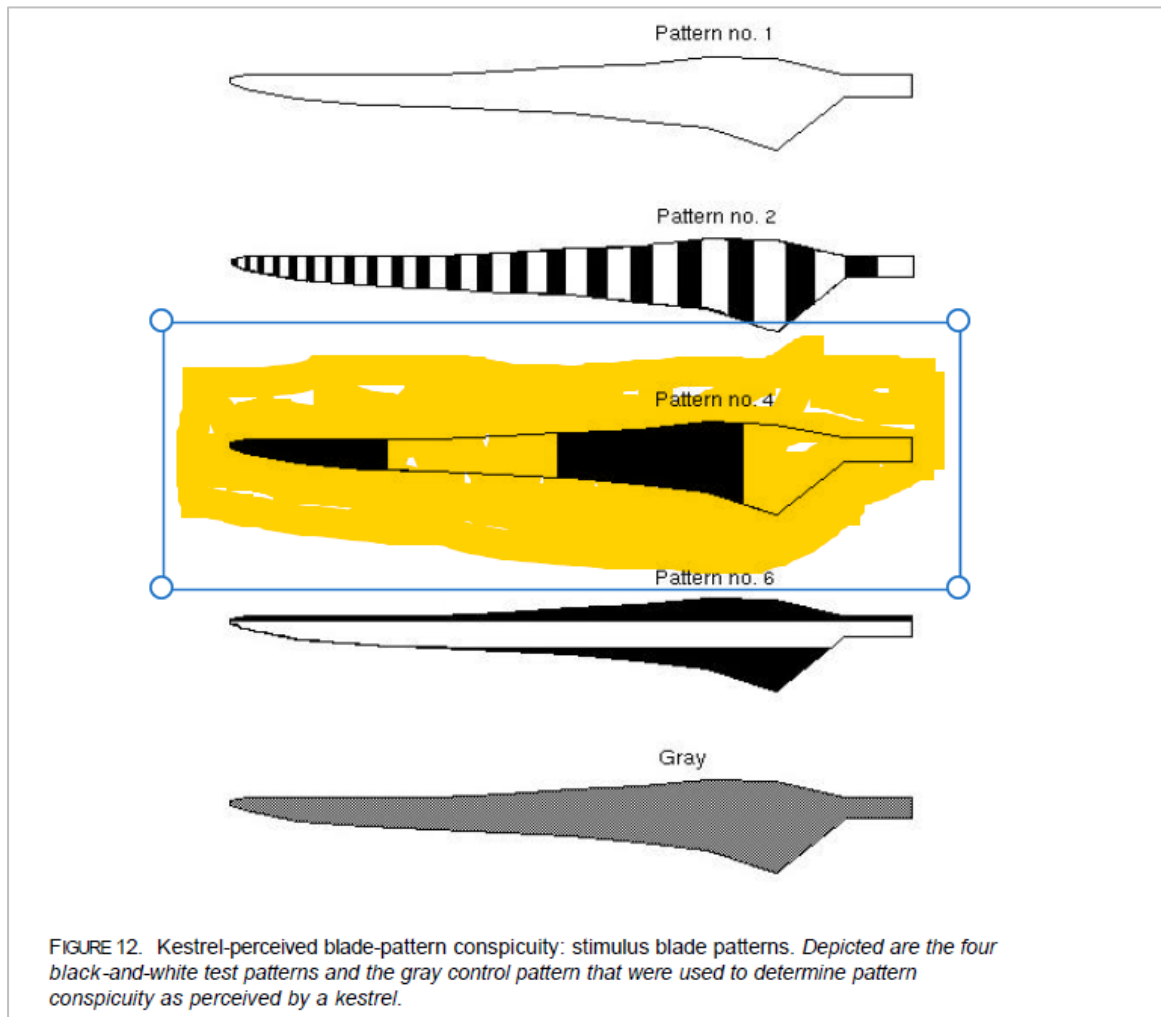 Pattern no. 1
Pattern no. 2
Pattern no. 4
Pattern no. 6
Gray
FIGURE 12. Kestrel-perceived blade-pattern conspicuity: stimulus blade patterns. Depicted are the four
black-and-white test patterns and the gray control pattern that were used to determine pattern
conspicuity as perceived by a kestrel.